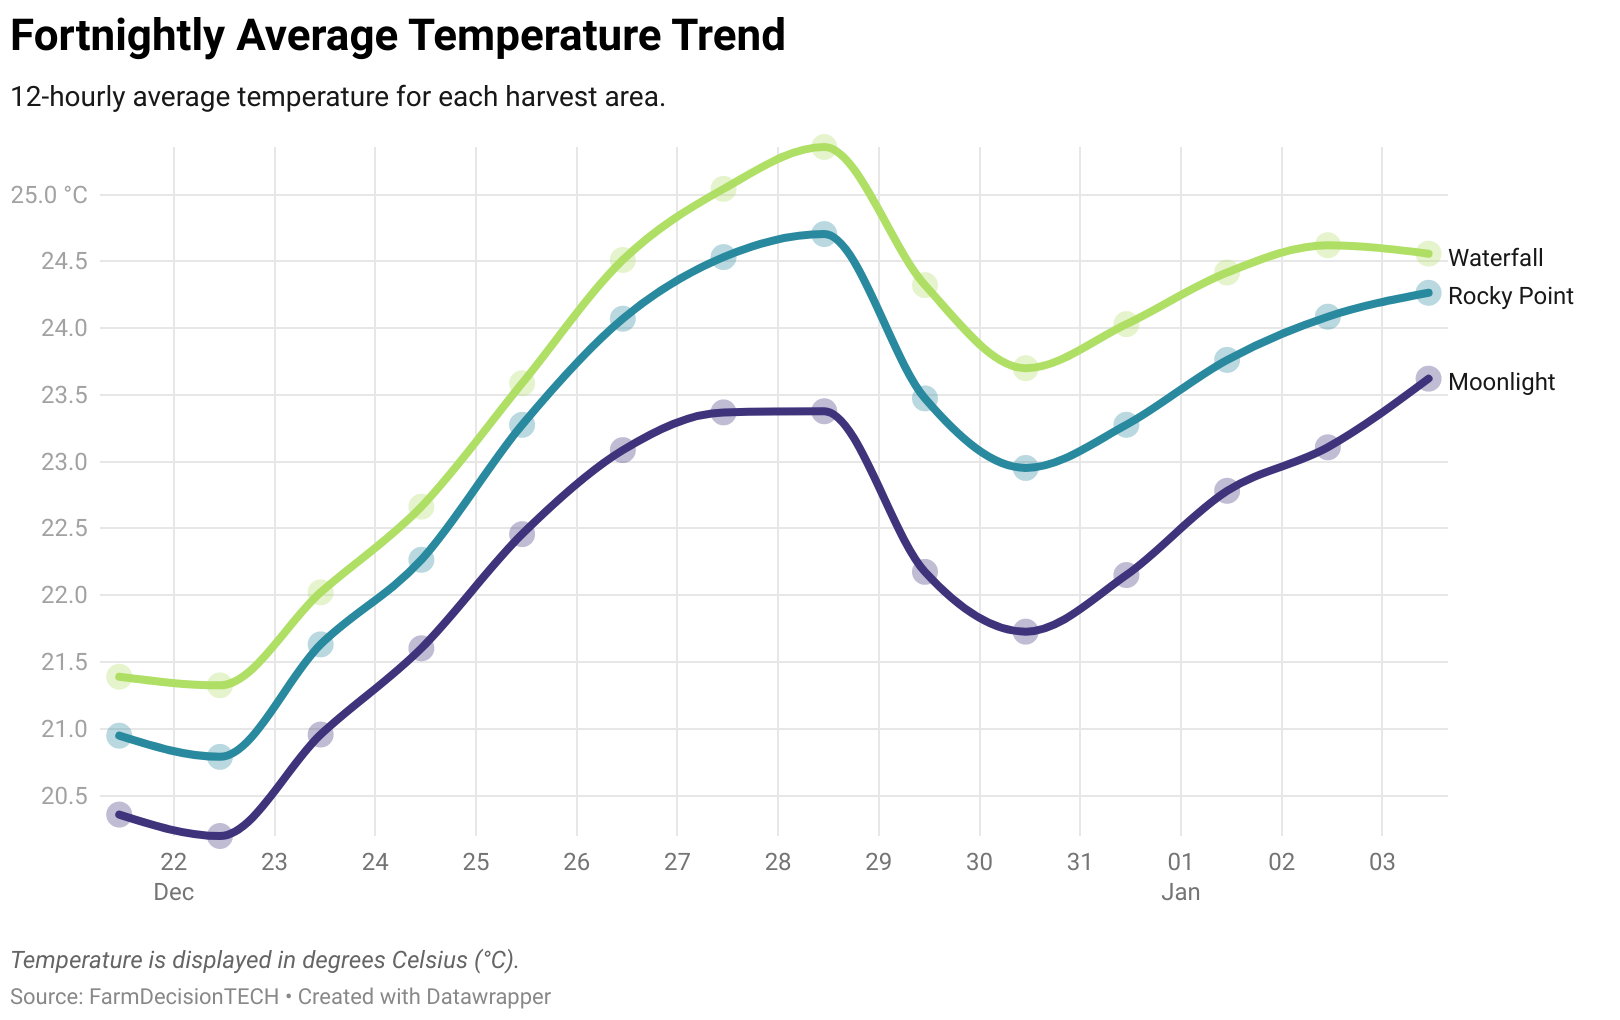 Fortnightly Average Temperature Trend
12-hourly average temperature for each harvest area.
25.0 °C
24.5
24.0
23.5
23.0
22.5
22.0
21.5
21.0
20.5
Waterfall
Rocky Point
Moonlight
22 23 24 25 26 27 28 29 30 31 01 02 03
Dec Jan
Temperature is displayed in degrees Celsius (°C).
Source: FarmDecisionTECH • Created with Datawrapper